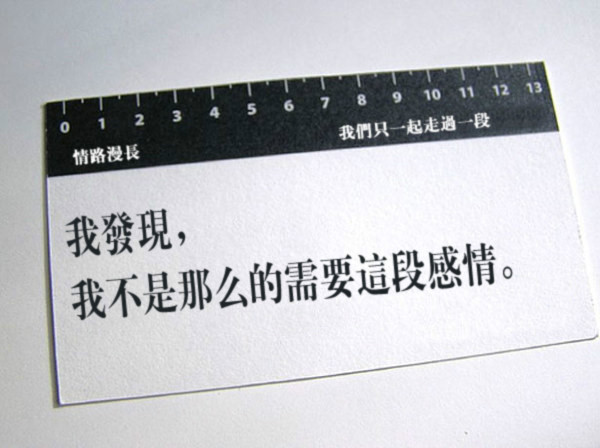 0 1 2 3 4 5 6 7 8 9 10 11 12 13
情路漫長 我們只一起走過一段
我發現，
我不是那么的需要這段感情。